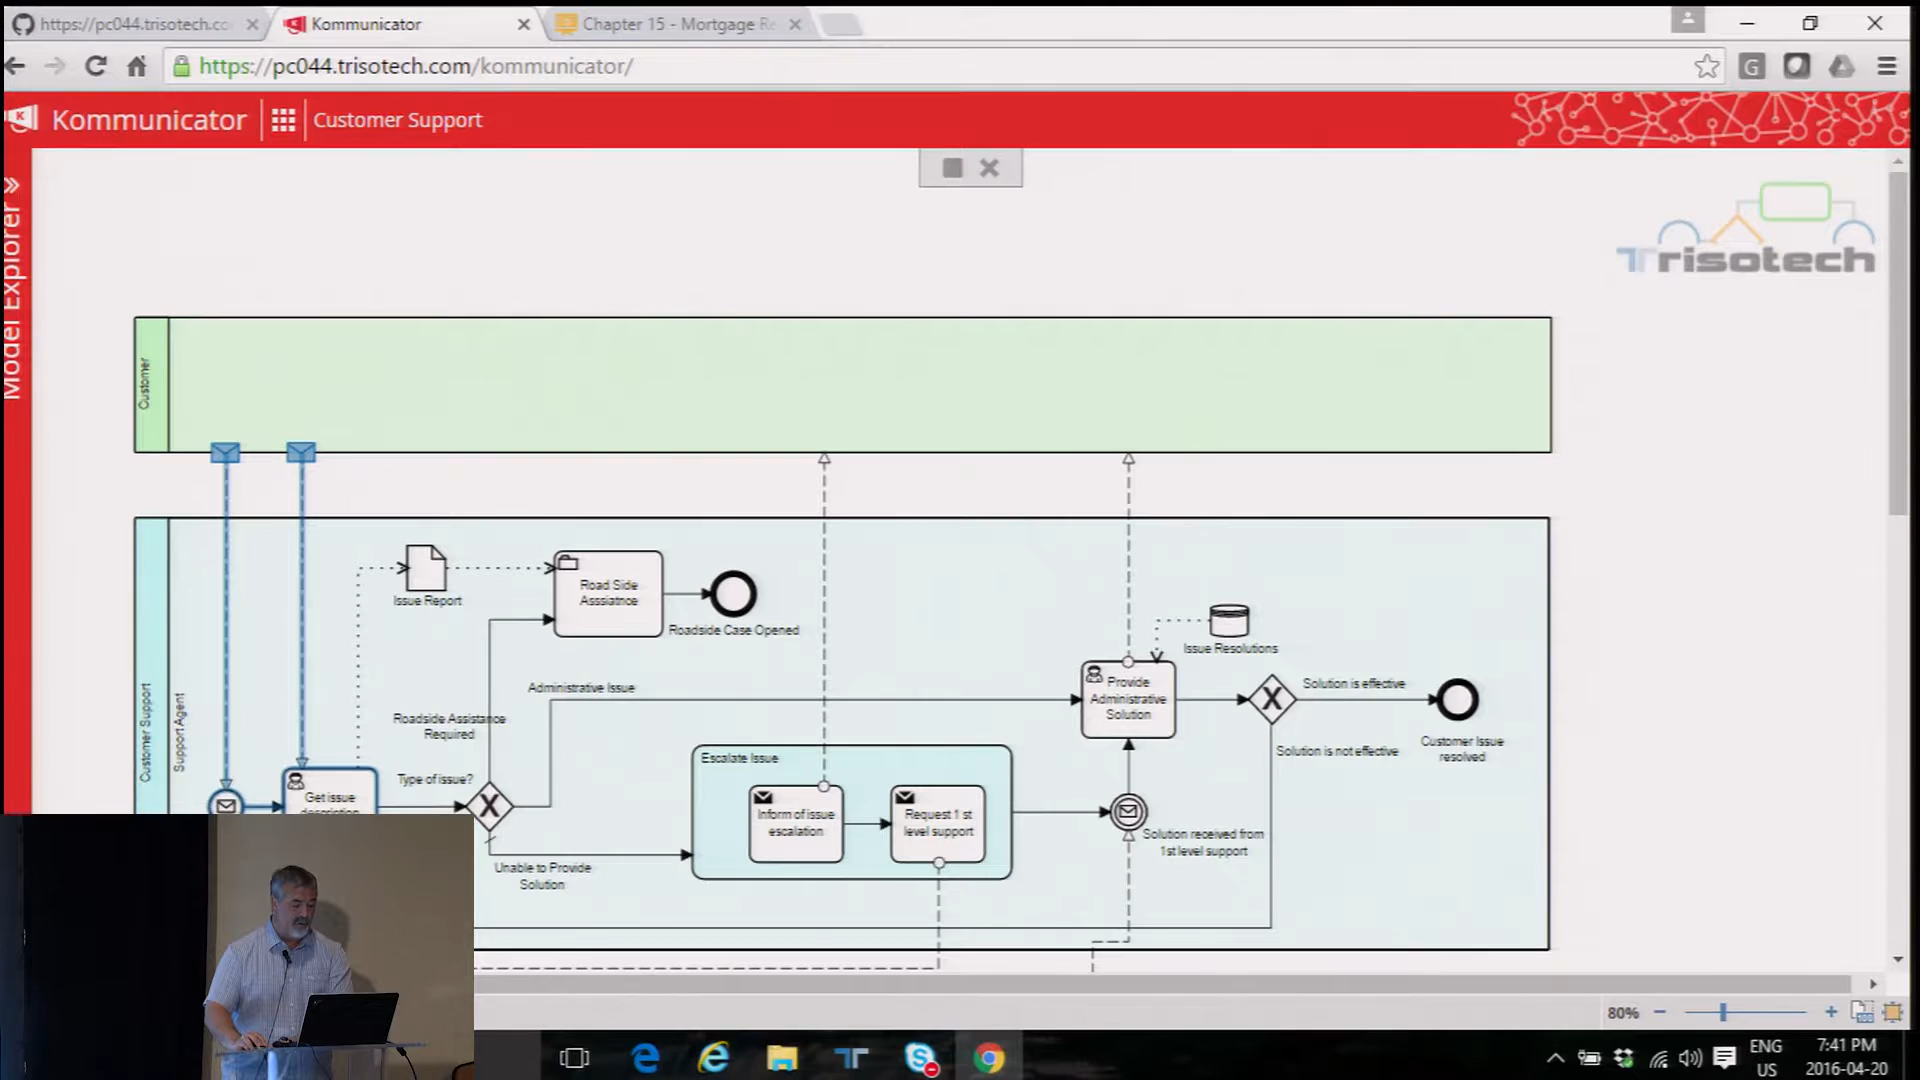 https://pc044.trisotech.co
Kommunicator
Chapter 15 - Mortgage Re
https://pc044.trisotech.com/kommunicator/
G
K
Kommunicator
Customer Support
Model Explorer
Trisotech
Customer
Customer Support
Support Agent
Issue Report
Road Side
Asssiatnce
Roadside Case Opened
Issue Resolutions
Administrative Issue
Provide
Administrative
Solution
Solution is effective
Roadside Assistance
Required
Customer Issue
resolved
Solution is not effective
Escalate Issue
Type of issue?
Get issue
description
X
X
Inform of issue
escalation
Request 1 st
level support
Solution received from
1st level support
Unable to Provide
Solution
80%
100
ENG
US
7:41 PM
2016-04-20